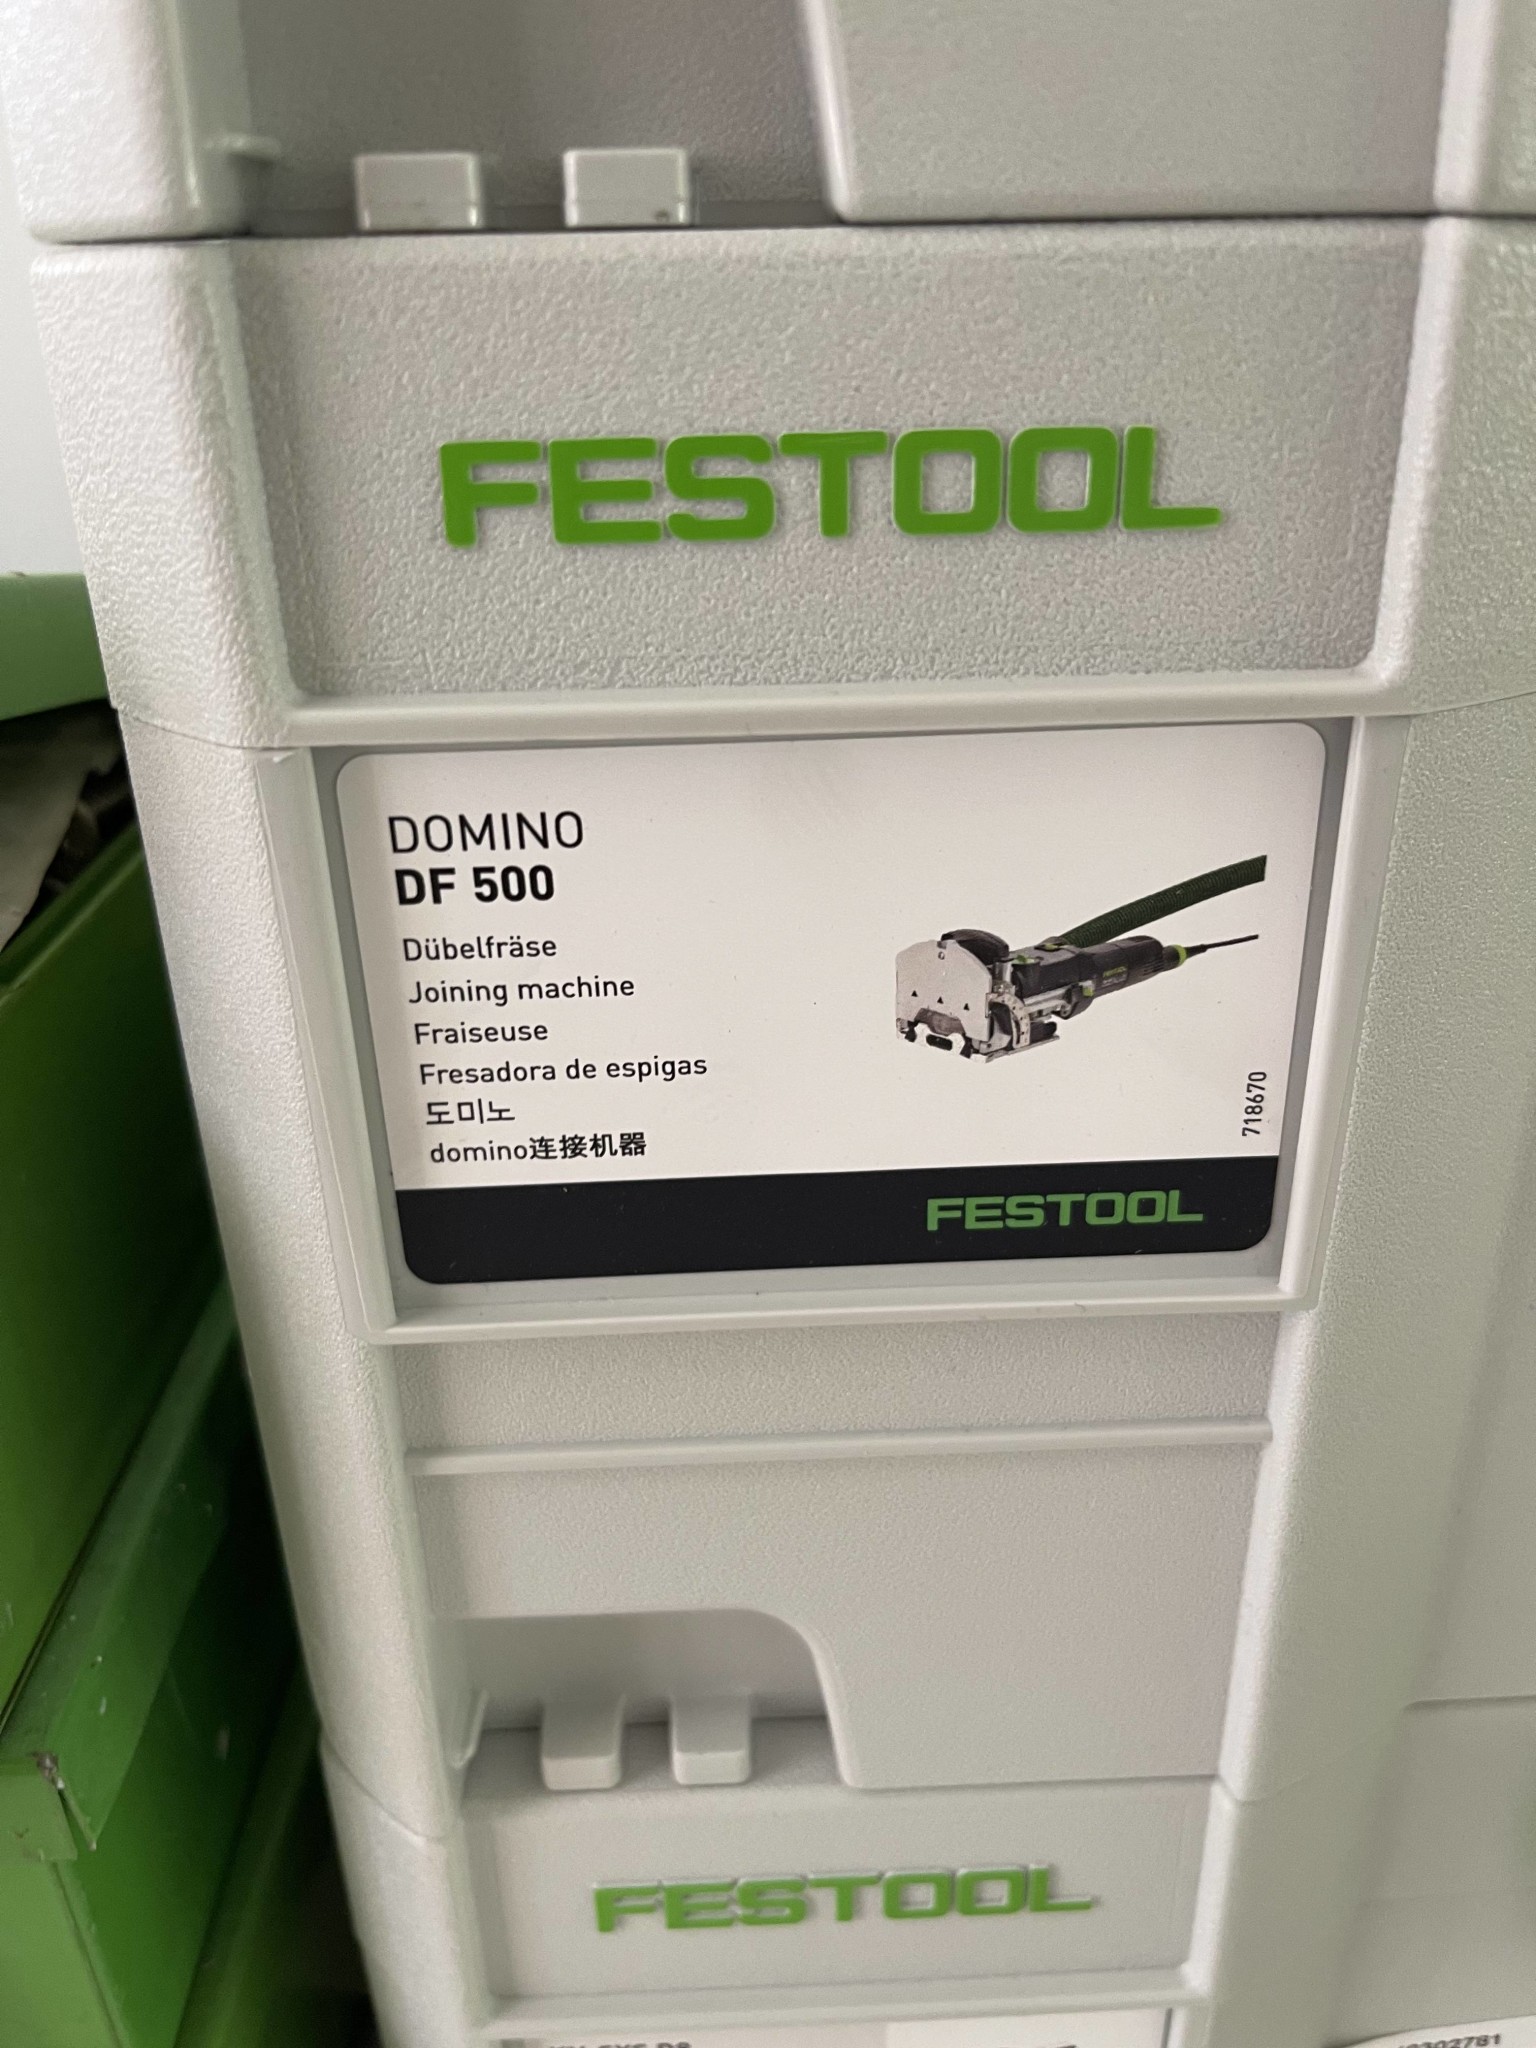 FESTOOL
DOMINO
DF 500
Dübelfräse
Joining machine
Fraiseuse
Fresadora de espigas
도미노
domino连接机器
718670
FESTOOL
FESTOOL